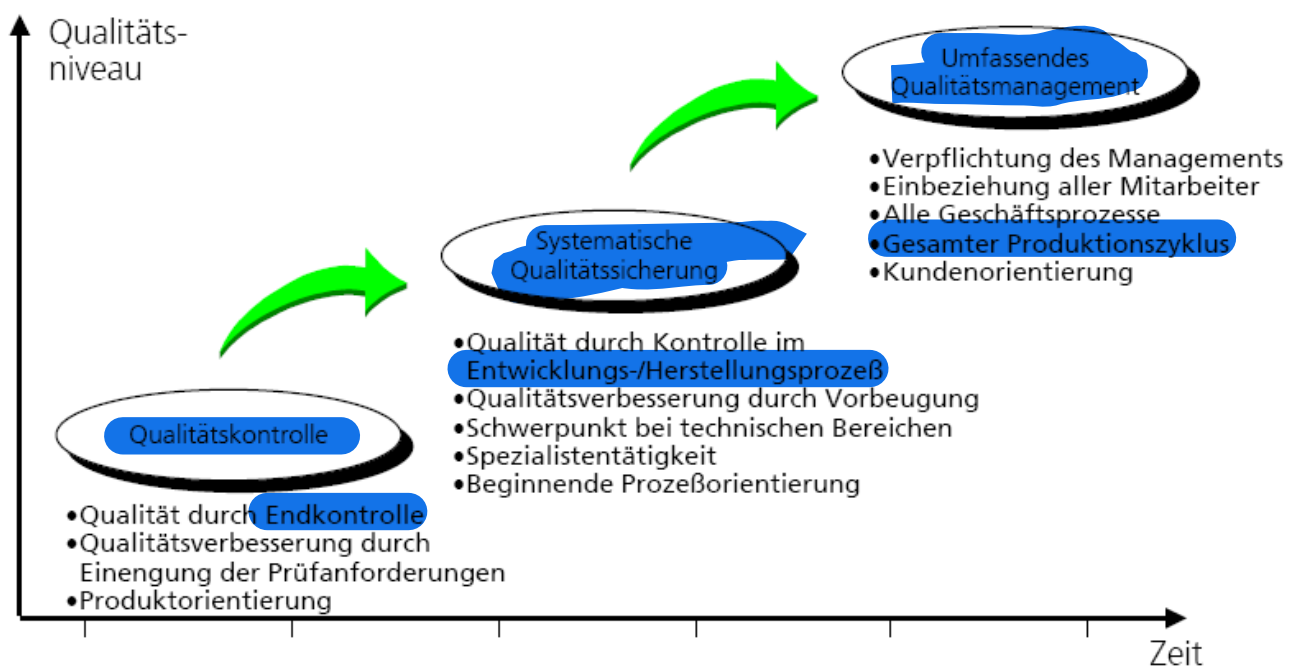 Qualitäts-
niveau
Umfassendes
Qualitätsmanagement
•Verpflichtung des Managements
•Einbeziehung aller Mitarbeiter
•Alle Geschäftsprozesse
•Gesamter Produktionszyklus
•Kundenorientierung
Systematische
Qualitätssicherung
•Qualität durch Kontrolle im
Entwicklungs-/Herstellungsprozeß
•Qualitätsverbesserung durch Vorbeugung
•Schwerpunkt bei technischen Bereichen
•Spezialistentätigkeit
•Beginnende Prozeßorientierung
Qualitätskontrolle
•Qualität durch Endkontrolle
•Qualitätsverbesserung durch
Einengung der Prüfanforderungen
•Produktorientierung
Zeit